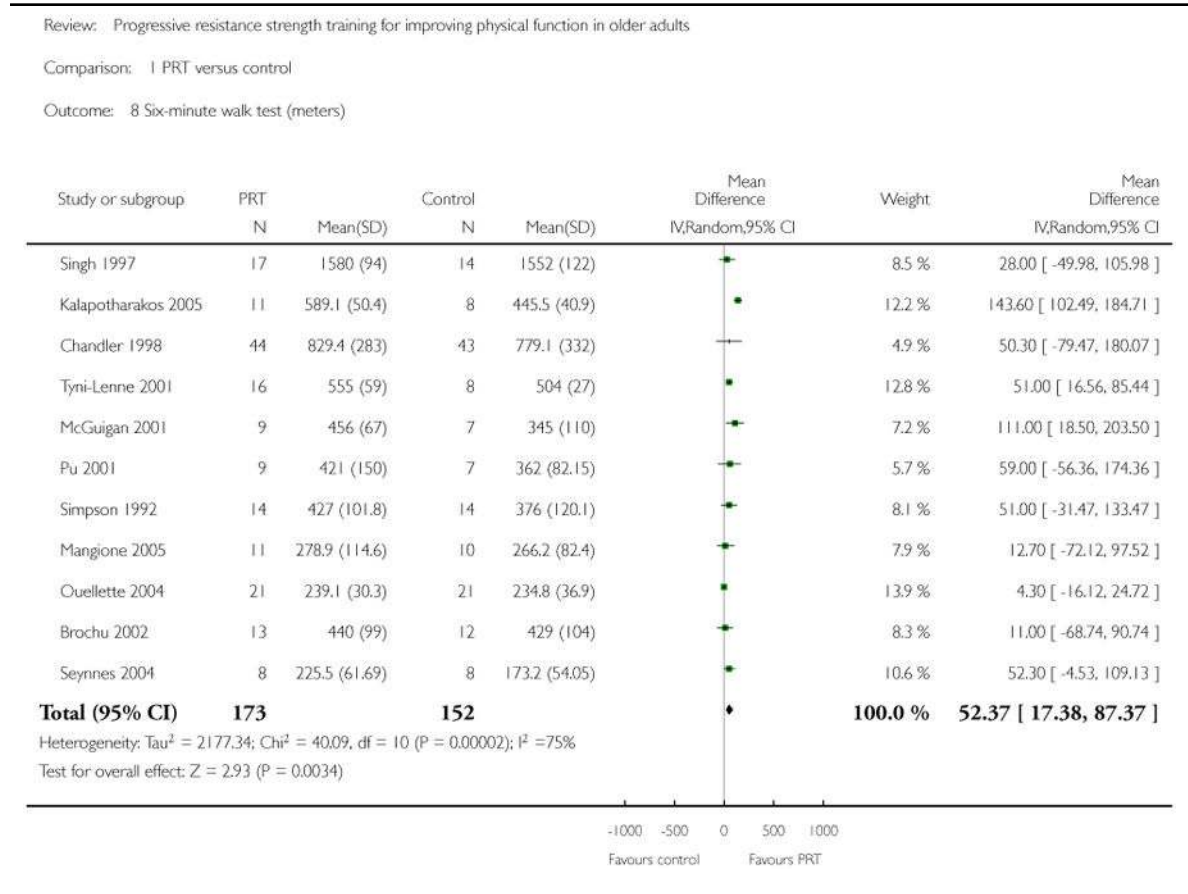 Review: Progressive resistance strength training for improving physical function in older adults
Comparison: 1 PRT versus control
Outcome: 8 Six-minute walk test (meters)
Study or subgroup PRT Control Mean Difference Weight Mean Difference
N Mean(SD) N Mean(SD) IV,Random,95% CI IV,Random,95% CI
Singh 1997 17 1580 (94) 14 1552 (122) 8.5 % 28.00 [ -49.98, 105.98 ]
Kalapotharakos 2005 11 589.1 (50.4) 8 445.5 (40.9) 12.2 % 143.60 [ 102.49, 184.71 ]
Chandler 1998 44 829.4 (283) 43 779.1 (332) 4.9 % 50.30 [ -79.47, 180.07 ]
Tyni-Lenne 2001 16 555 (59) 8 504 (27) 12.8 % 51.00 [ 16.56, 85.44 ]
McGuigan 2001 9 456 (67) 7 345 (110) 7.2 % 111.00 [ 18.50, 203.50 ]
Pu 2001 9 421 (150) 7 362 (82.15) 5.7 % 59.00 [ -56.36, 174.36 ]
Simpson 1992 14 427 (101.8) 14 376 (120.1) 8.1 % 51.00 [ -31.47, 133.47 ]
Mangione 2005 11 278.9 (114.6) 10 266.2 (82.4) 7.9 % 12.70 [ -72.12, 97.52 ]
Ouellette 2004 21 239.1 (30.3) 21 234.8 (36.9) 13.9 % 4.30 [ -16.12, 24.72 ]
Brochu 2002 13 440 (99) 12 429 (104) 8.3 % 11.00 [ -68.74, 90.74 ]
Seynnes 2004 8 225.5 (61.69) 8 173.2 (54.05) 10.6 % 52.30 [ -4.53, 109.13 ]
Total (95% CI) 173 152 100.0 % 52.37 [ 17.38, 87.37 ]
Heterogeneity: Tau² = 2177.34; Chi² = 40.09, df = 10 (P = 0.00002); I² =75%
Test for overall effect: Z = 2.93 (P = 0.0034)
-1000 -500 0 500 1000
Favours control Favours PRT